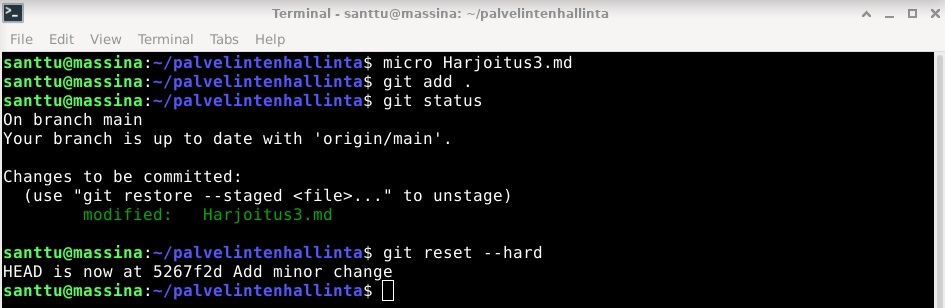 Terminal - santtu@massina: ~/palvelintenhallinta
File Edit View Terminal Tabs Help
santtu@massina:~/palvelintenhallinta$ micro Harjoitus3.md
santtu@massina:~/palvelintenhallinta$ git add .
santtu@massina:~/palvelintenhallinta$ git status
On branch main
Your branch is up to date with 'origin/main'.

Changes to be committed:
  (use "git restore --staged <file>..." to unstage)
        modified:   Harjoitus3.md

santtu@massina:~/palvelintenhallinta$ git reset --hard
HEAD is now at 5267f2d Add minor change
santtu@massina:~/palvelintenhallinta$